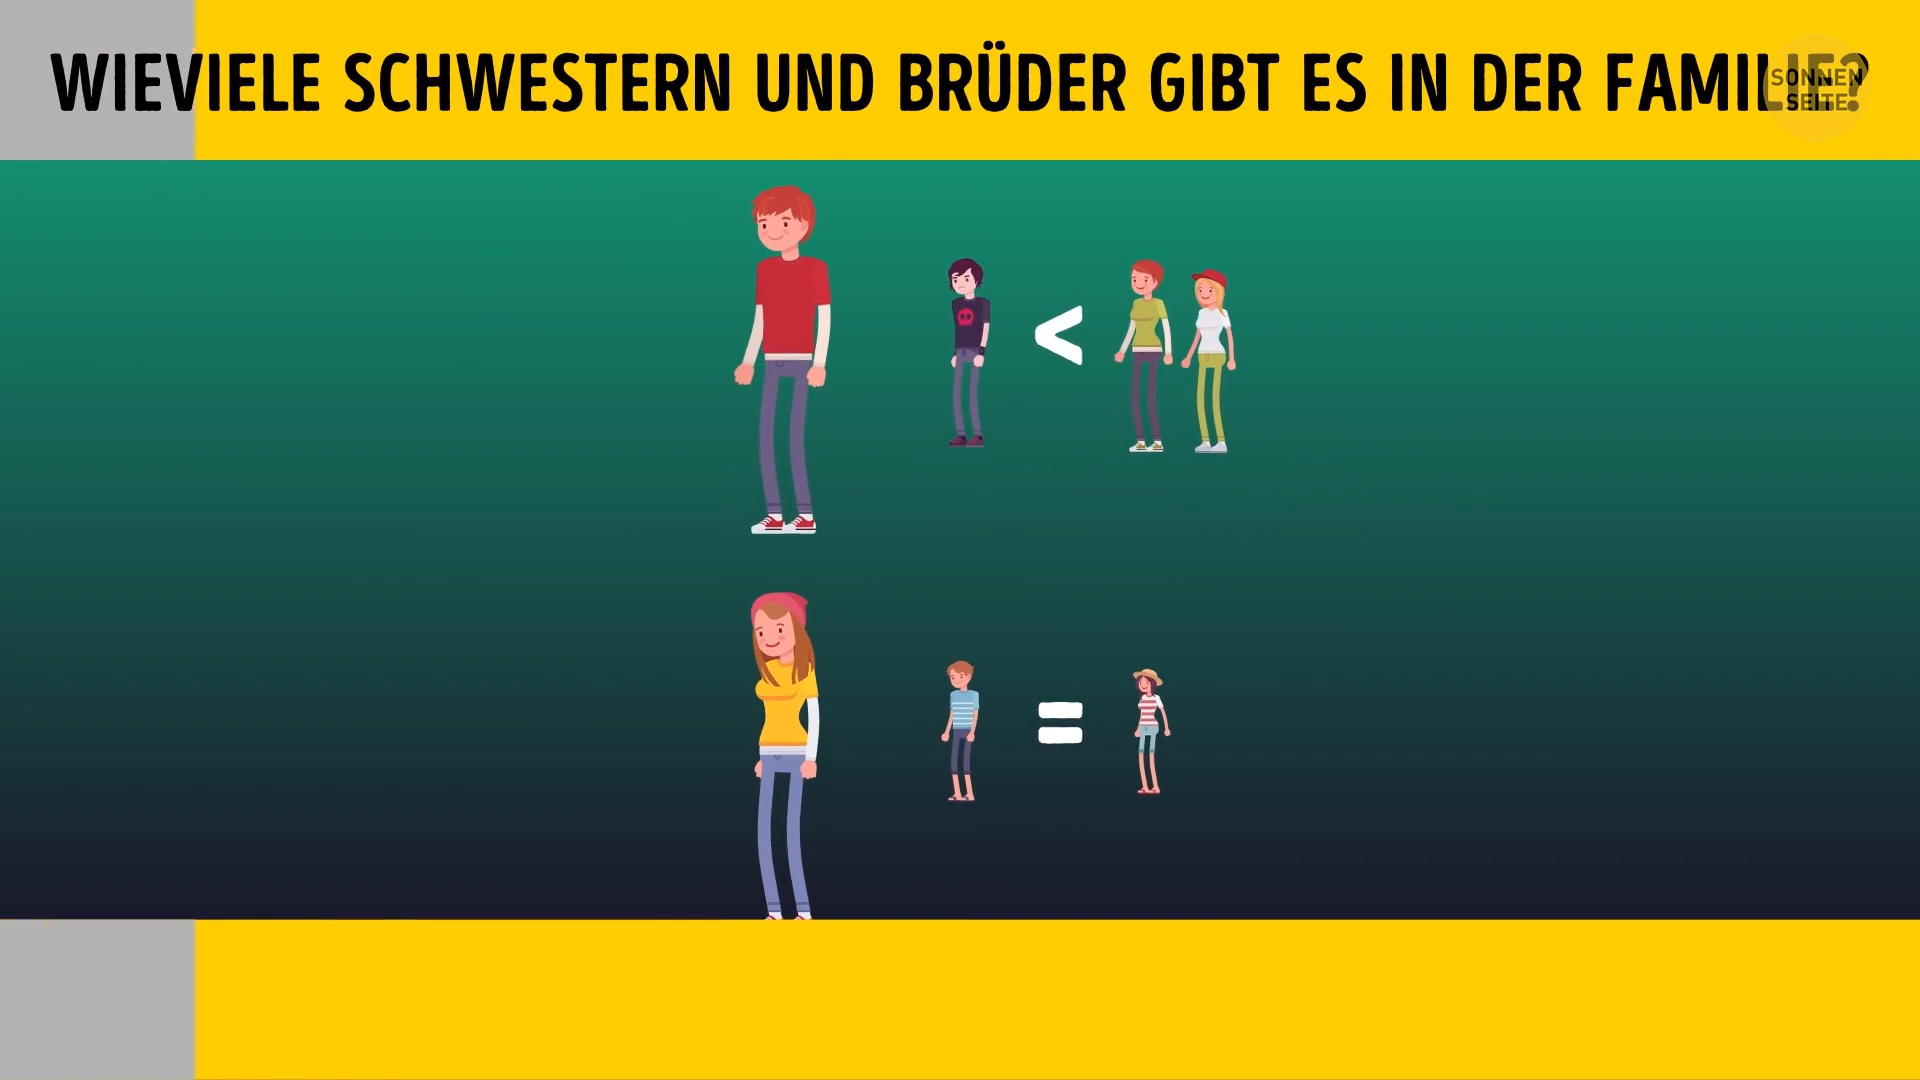 WIEVIELE SCHWESTERN UND BRÜDER GIBT ES IN DER FAMILIE?
SONNEN
SEITE
<
=